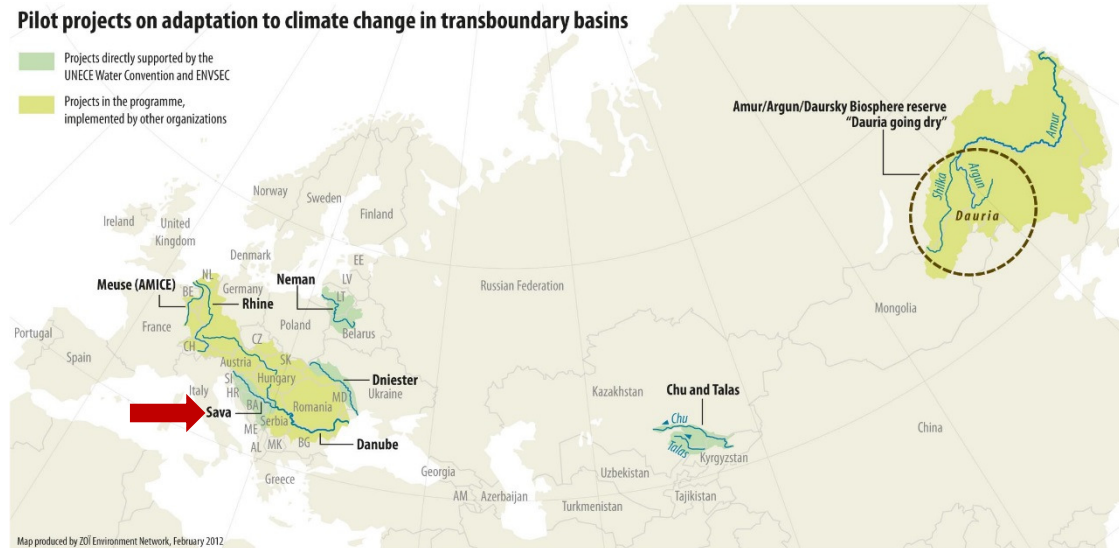 Pilot projects on adaptation to climate change in transboundary basins
Projects directly supported by the
UNECE Water Convention and ENVSEC
Projects in the programme,
implemented by other organizations
Amur/Argun/Daursky Biosphere reserve
“Dauria going dry”
Amur
Shilka
Argun
Dauria
Norway
Sweden
Finland
Ireland
United
Kingdom
Denmark
EE
LV
LT
Neman
Russian Federation
Meuse (AMICE)
NL
BE
Germany
Rhine
Poland
Belarus
Mongolia
France
CH
CZ
SK
Austria
Hungary
Portugal
Spain
Italy
SI
HR
BA
Sava
Serbia
Romania
MD
Dniester
Ukraine
Kazakhstan
Chu and Talas
Chu
Talas
Kyrgyzstan
China
ME
AL
MK
BG
Danube
Greece
Georgia
AM
Azerbaijan
Uzbekistan
Turkmenistan
Tajikistan
Map produced by ZOÏ Environment Network, February 2012